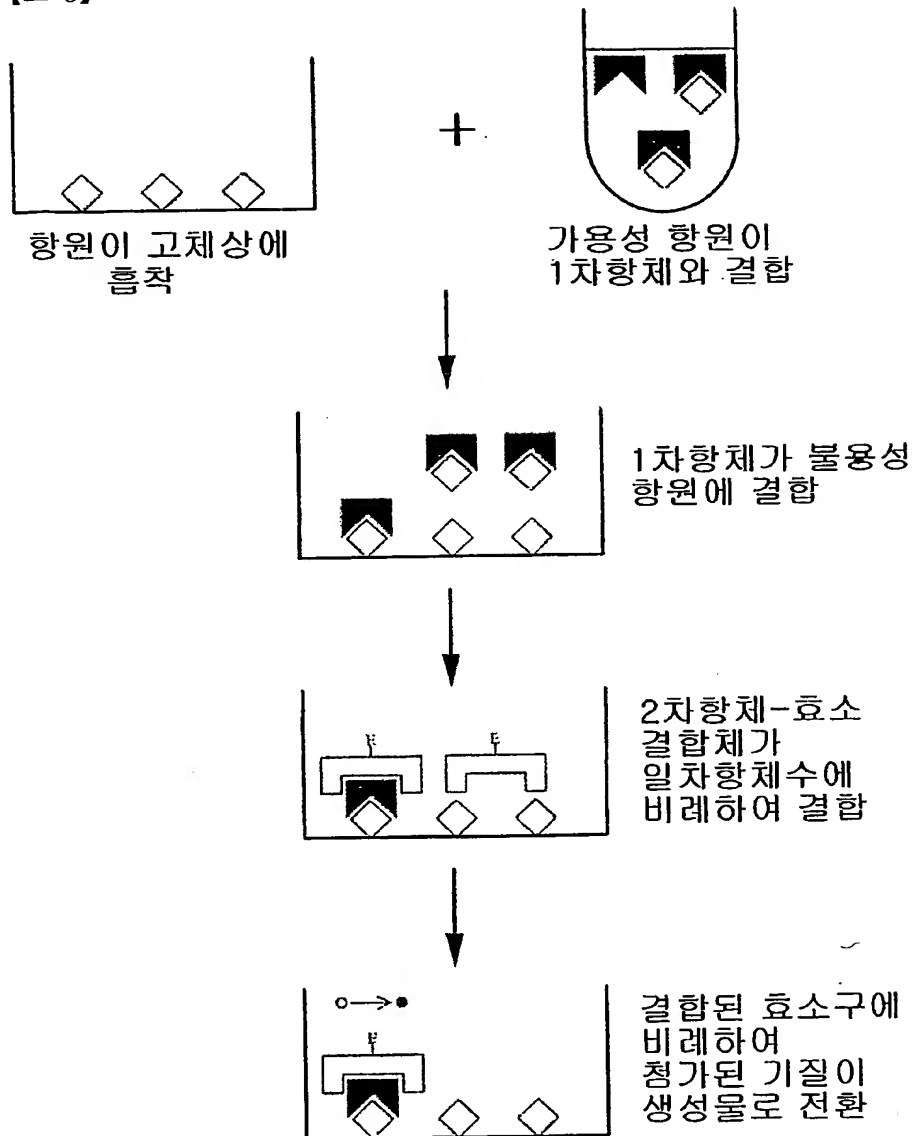 +
항원이 고체상에
흡착
가용성 항원이
1차항체와 결합
1차항체가 불용성
항원에 결합
E
E
2차항체-효소
결합체가
일차항체수에
비례하여 결합
E
결합된 효소구에
비례하여
첨가된 기질이
생성물로 전환